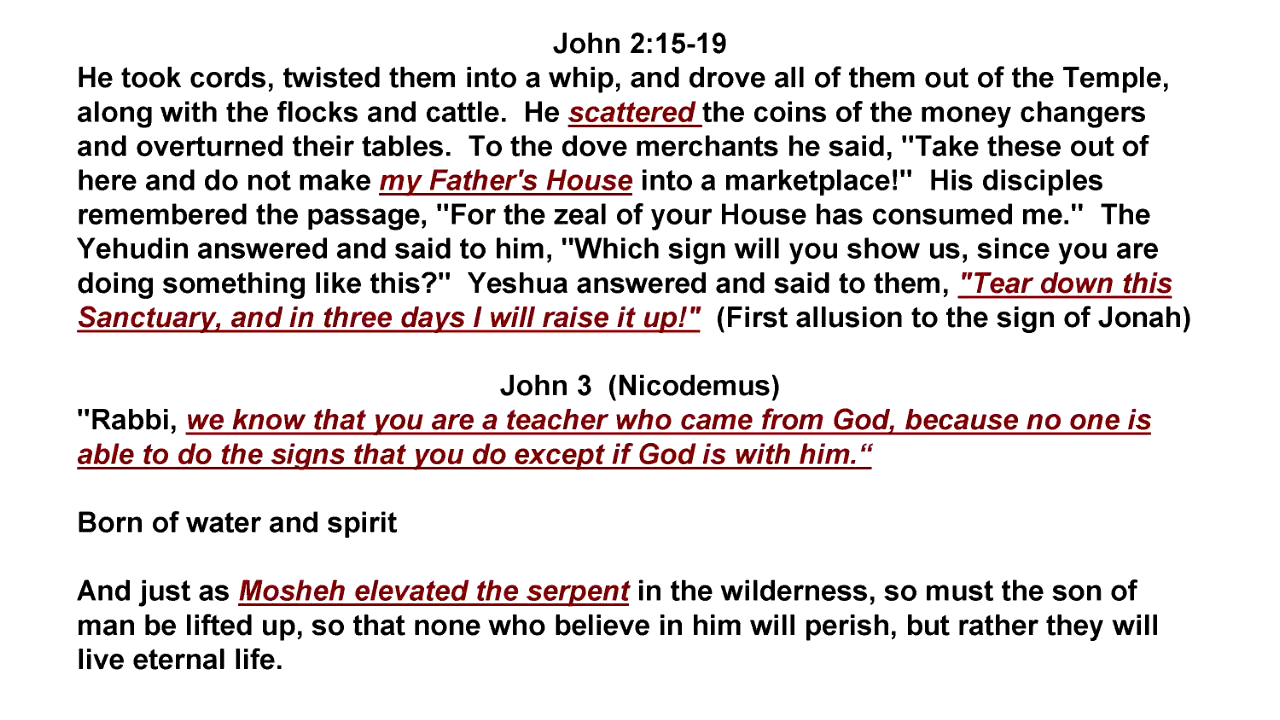 John 2:15-19
He took cords, twisted them into a whip, and drove all of them out of the Temple,
along with the flocks and cattle.  He scattered the coins of the money changers
and overturned their tables.  To the dove merchants he said, "Take these out of
here and do not make my Father's House into a marketplace!"  His disciples
remembered the passage, "For the zeal of your House has consumed me."  The
Yehudin answered and said to him, "Which sign will you show us, since you are
doing something like this?"  Yeshua answered and said to them, "Tear down this
Sanctuary, and in three days I will raise it up!"  (First allusion to the sign of Jonah)
John 3  (Nicodemus)
"Rabbi, we know that you are a teacher who came from God, because no one is
able to do the signs that you do except if God is with him.“
Born of water and spirit
And just as Mosheh elevated the serpent in the wilderness, so must the son of
man be lifted up, so that none who believe in him will perish, but rather they will
live eternal life.